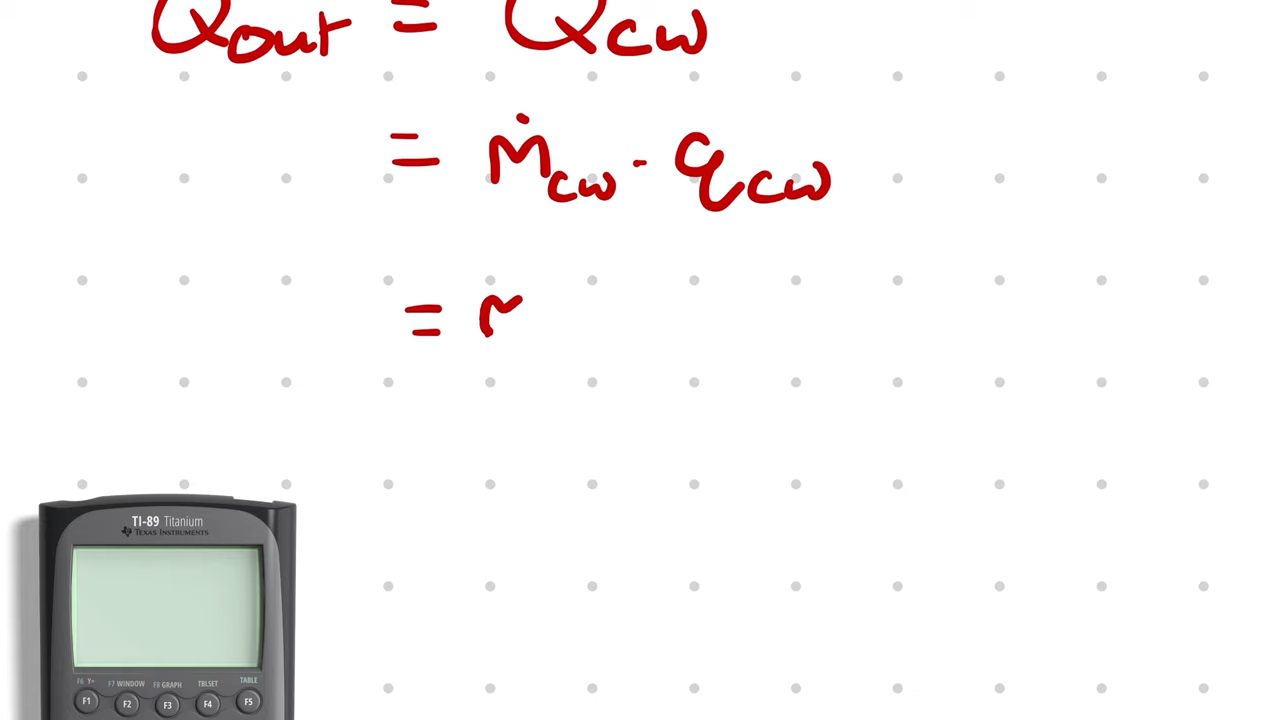 Qout = Qcw
= ṁcw · qcw
= m
TI-89 Titanium
TEXAS INSTRUMENTS
F6 Y= F7 WINDOW F8 GRAPH TBLSET TABLE
F1 F2 F3 F4 F5